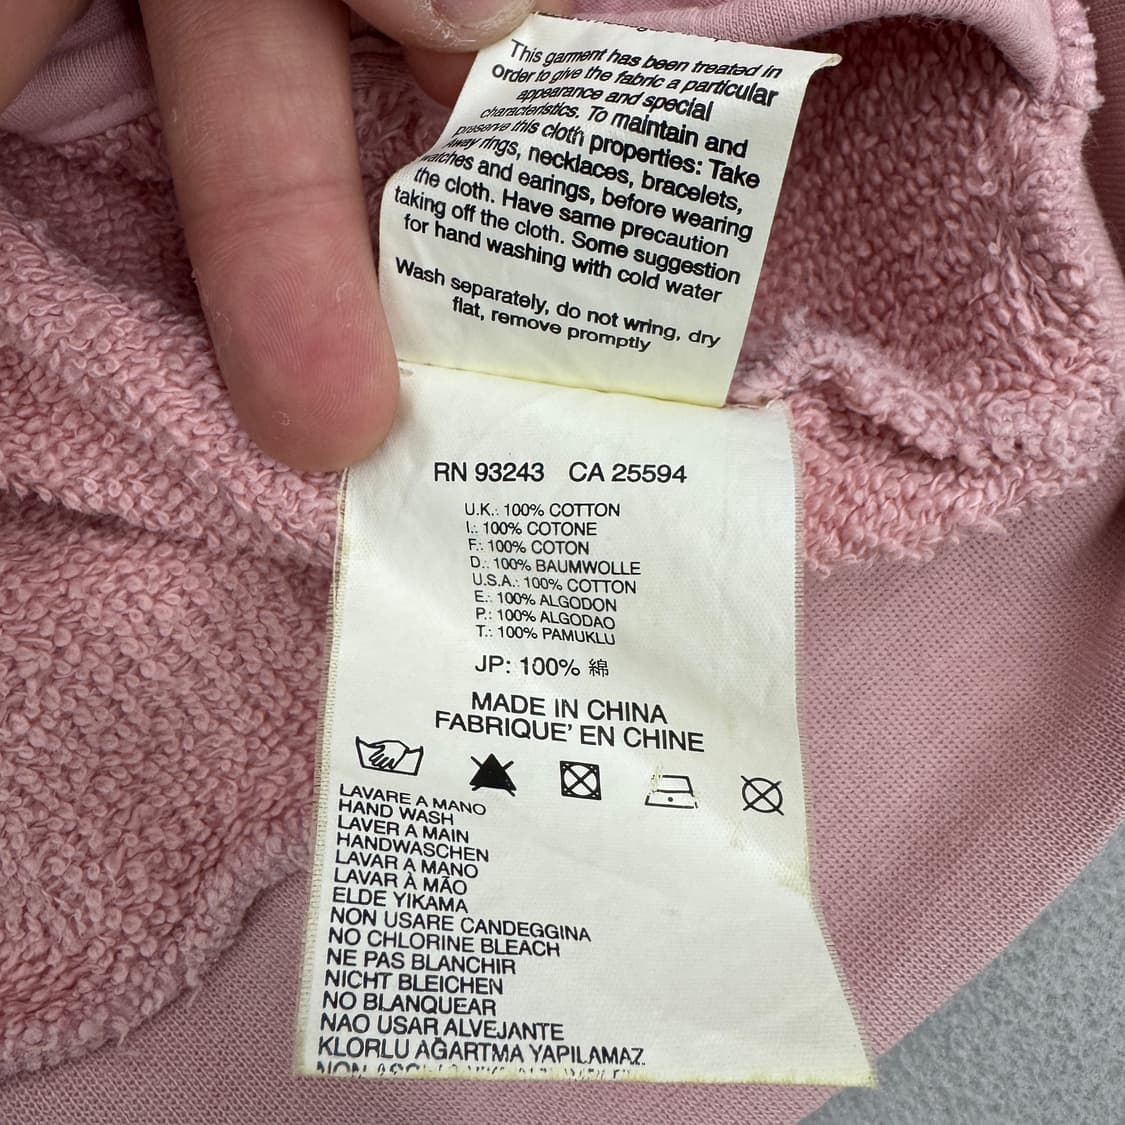 This garment has been treated in
Order to give the fabric a particular
appearance and special
characteristics. To maintain and
preserve this cloth properties: Take
Away rings, necklaces, bracelets,
watches and earings, before wearing
the cloth. Have same precaution
taking off the cloth. Some suggestion
for hand washing with cold water
Wash separately, do not wring, dry
flat, remove promptly
RN 93243 CA 25594
U.K.: 100% COTTON
I.: 100% COTONE
F.: 100% COTON
D.: 100% BAUMWOLLE
U.S.A.: 100% COTTON
E.: 100% ALGODON
P.: 100% ALGODAO
T.: 100% PAMUKLU
JP: 100% 綿
MADE IN CHINA
FABRIQUE' EN CHINE
LAVARE A MANO
HAND WASH
LAVER A MAIN
HANDWASCHEN
LAVAR A MANO
LAVAR À MÃO
ELDE YIKAMA
NON USARE CANDEGGINA
NO CHLORINE BLEACH
NE PAS BLANCHIR
NICHT BLEICHEN
NO BLANQUEAR
NAO USAR ALVEJANTE
KLORLU AĞARTMA YAPILAMAZ
NON